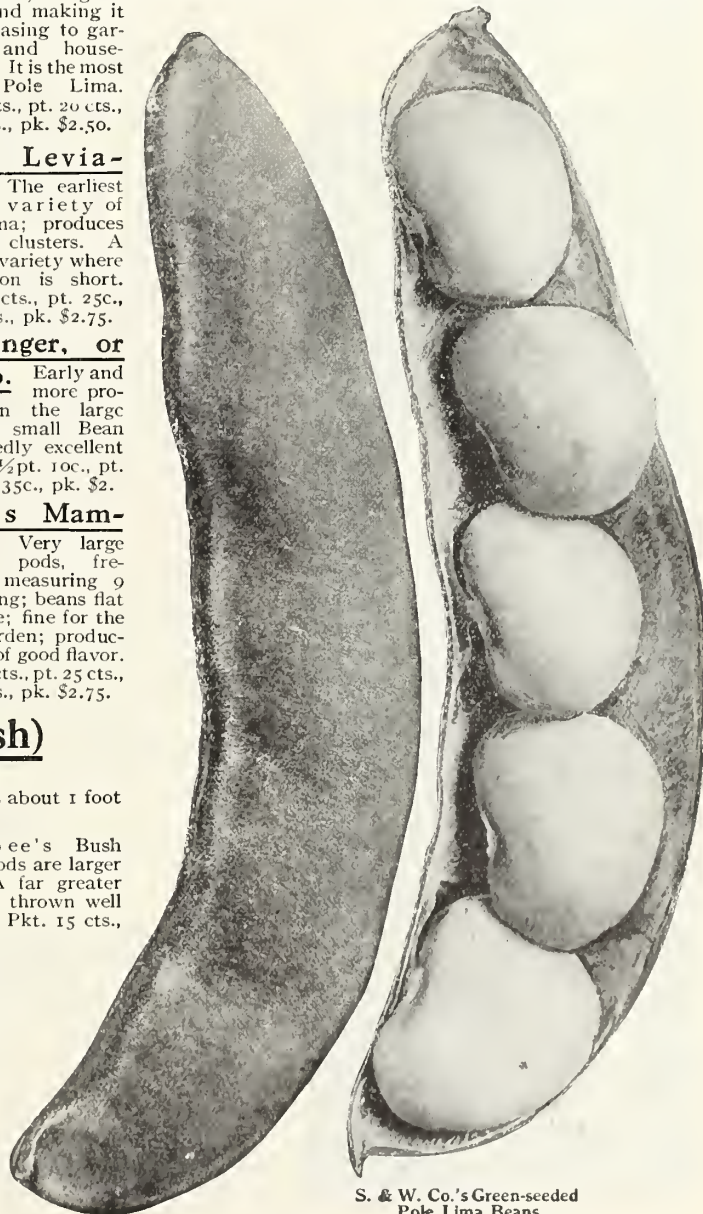 nd making it
asing to gar-
and house-
It is the most
Pole Lima.
ts., pt. 20 cts.,
., pk. $2.50.
Levia-
The earliest
variety of
na; produces
clusters. A
variety where
on is short.
cts., pt. 25c.,
s., pk. $2.75.
nger, or
o. Early and
more pro-
n the large
small Bean
edly excellent
½pt. 10c., pt.
35c., pk. $2.
s Mam-
Very large
pods, fre-
measuring 9
ng; beans flat
e; fine for the
rden; produc-
of good flavor.
cts., pt. 25 cts.,
s., pk. $2.75.
sh)
about 1 foot
ee's Bush
ods are larger
A far greater
thrown well
Pkt. 15 cts.,
S. & W. Co.'s Green-seeded
Pole Lima Beans